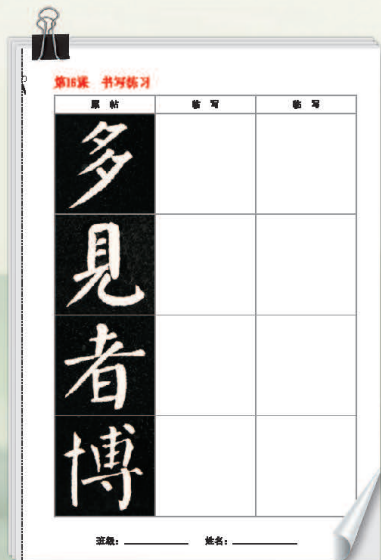 第16课 书写练习
原 帖 临 写 临 写
多
見
者
博
班级： 姓名：